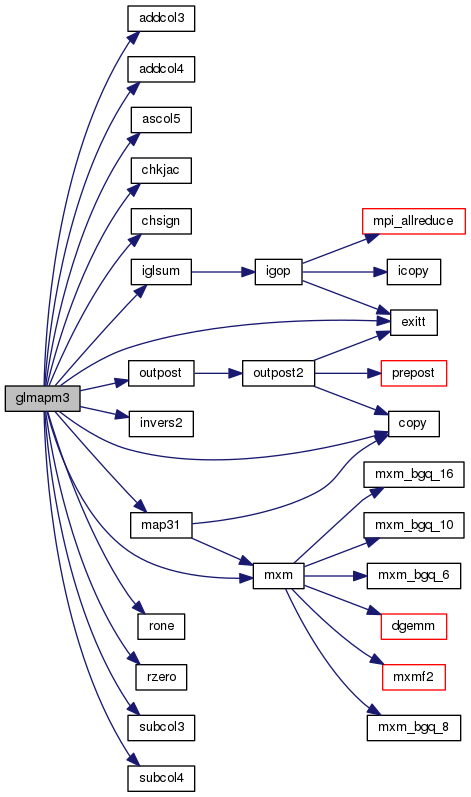 addcol3
addcol4
ascol5
chkjac
chsign
mpi_allreduce
iglsum
igop
icopy
exitt
outpost
outpost2
prepost
glmapm3
invers2
copy
mxm_bgq_16
map31
mxm_bgq_10
mxm
mxm_bgq_6
rone
dgemm
rzero
mxmf2
subcol3
mxm_bgq_8
subcol4